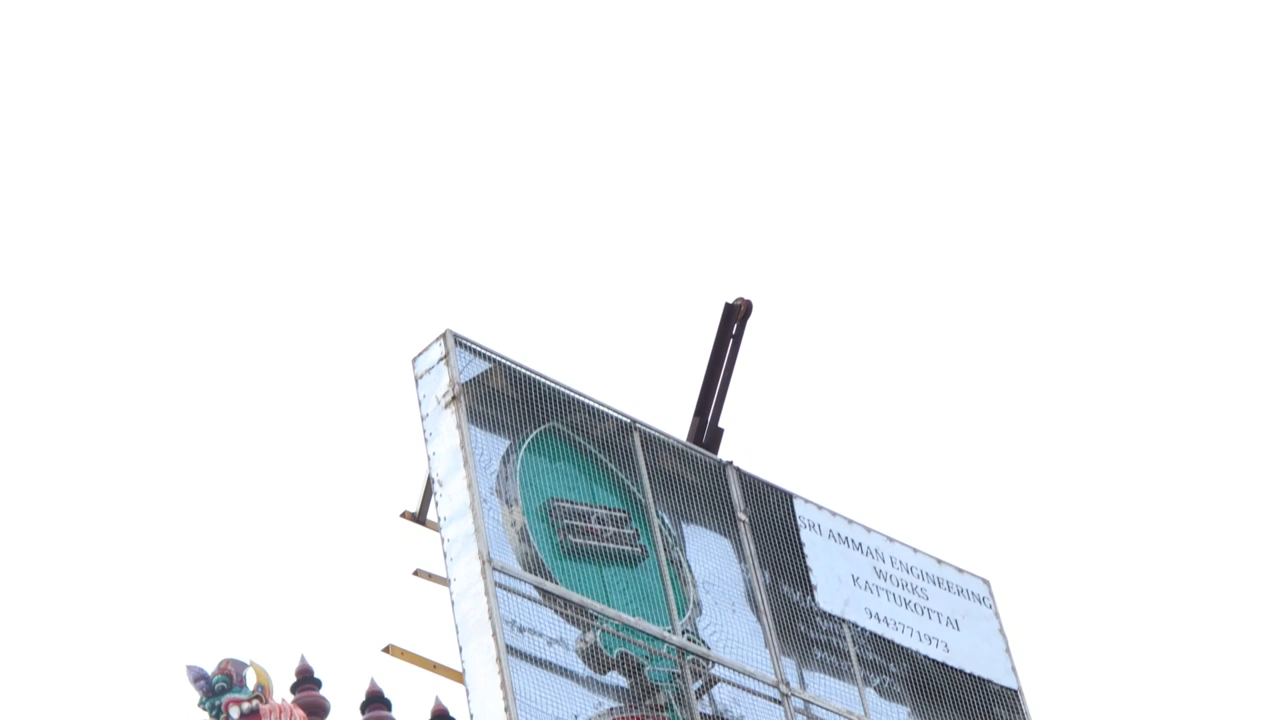 SRI AMMAN ENGINEERING
WORKS
KATTUKOTTAI
9443771973